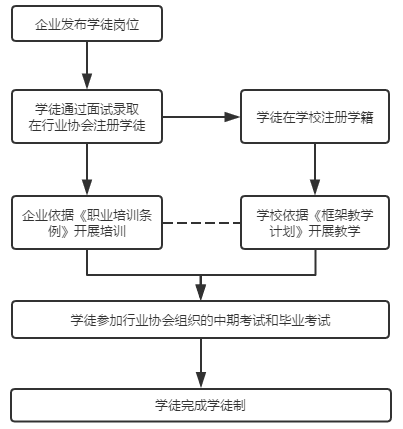 企业发布学徒岗位
学徒通过面试录取
在行业协会注册学徒
学徒在学校注册学籍
企业依据《职业培训条
例》开展培训
学校依据《框架教学
计划》开展教学
学徒参加行业协会组织的中期考试和毕业考试
学徒完成学徒制